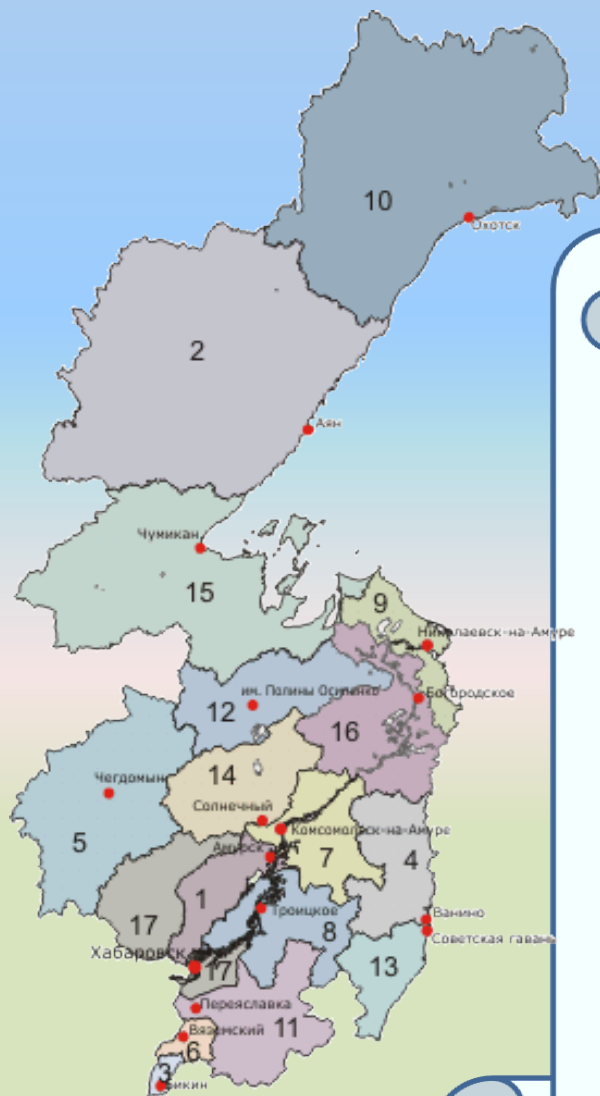 10
Охотск
2
Аян
Чумикан
15
9
Николаевск-на-Амуре
им. Полины Осипенко
Богородское
12
16
14
Чегдомын
Солнечный
Комсомольск-на-Амуре
5
Амурск
7
4
1
Троицкое
Ванино
17
8
Советская гавань
Хабаровск
17
13
Переяславка
11
Вяземский
6
3
Бикин